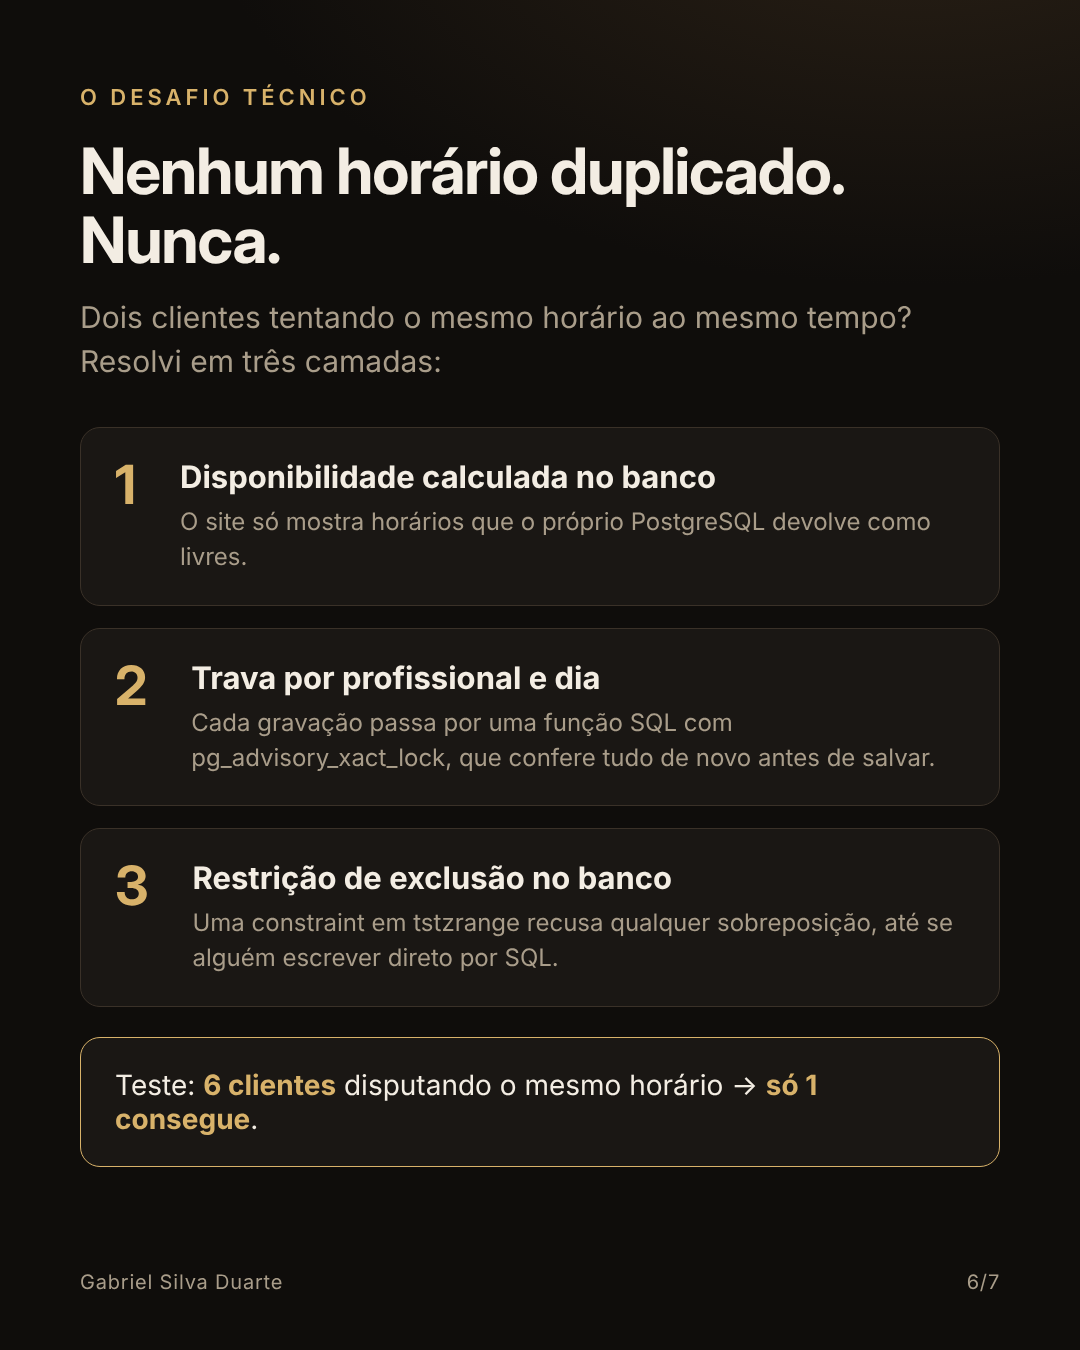 O DESAFIO TÉCNICO
Nenhum horário duplicado.
Nunca.
Dois clientes tentando o mesmo horário ao mesmo tempo?
Resolvi em três camadas:
1 Disponibilidade calculada no banco
O site só mostra horários que o próprio PostgreSQL devolve como
livres.
2 Trava por profissional e dia
Cada gravação passa por uma função SQL com
pg_advisory_xact_lock, que confere tudo de novo antes de salvar.
3 Restrição de exclusão no banco
Uma constraint em tstzrange recusa qualquer sobreposição, até se
alguém escrever direto por SQL.
Teste: 6 clientes disputando o mesmo horário → só 1
consegue.
Gabriel Silva Duarte 6/7